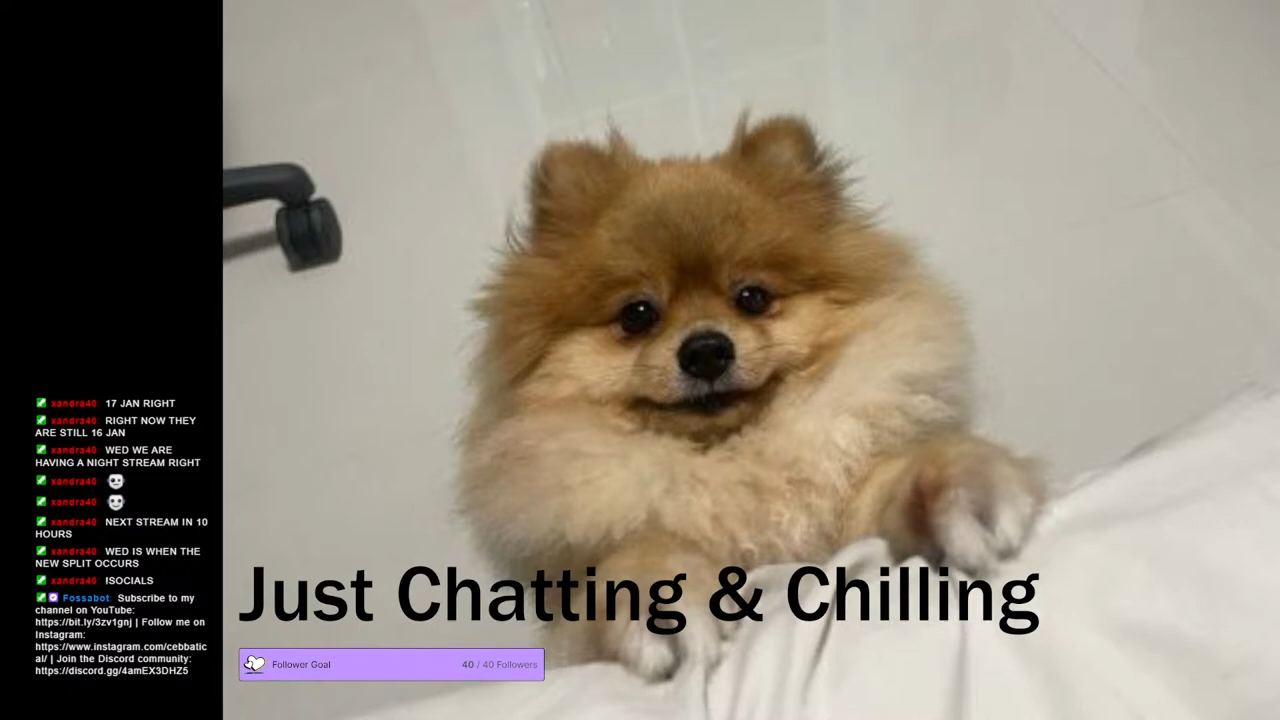 xandra40 17 JAN RIGHT
xandra40 RIGHT NOW THEY
ARE STILL 16 JAN
xandra40 WED WE ARE
HAVING A NIGHT STREAM RIGHT
xandra40
xandra40
xandra40 NEXT STREAM IN 10
HOURS
xandra40 WED IS WHEN THE
NEW SPLIT OCCURS
xandra40 !SOCIALS
Fossabot: Subscribe to my
channel on YouTube:
https://bit.ly/3zv1gnj | Follow me on
Instagram:
https://www.instagram.com/cebbatic
al/ | Join the Discord community:
https://discord.gg/4amEX3DHZ5
Just Chatting & Chilling
Follower Goal 40 / 40 Followers